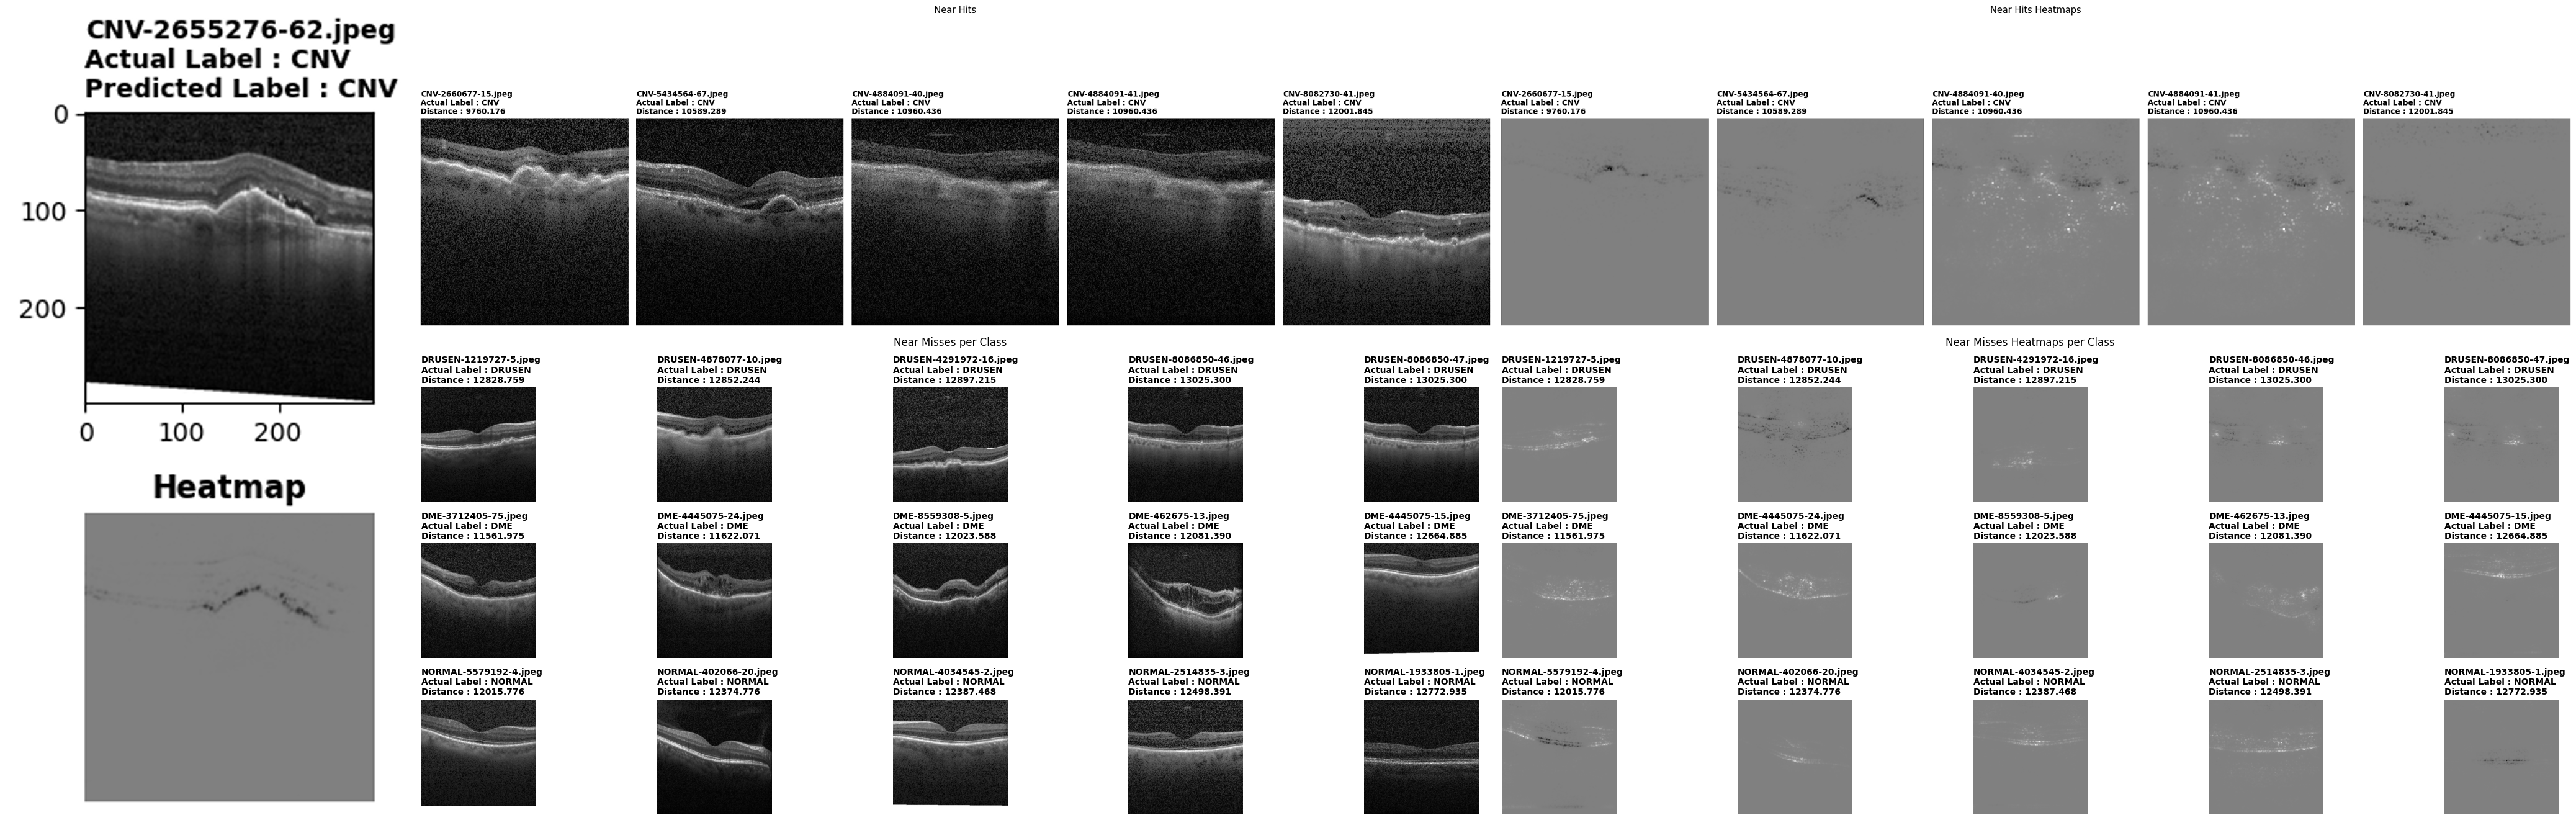 CNV-2655276-62.jpeg
Actual Label : CNV
Predicted Label : CNV
0
100
200
0 100 200
Heatmap
Near Hits
CNV-2660677-15.jpeg
Actual Label : CNV
Distance : 9760.176
CNV-5434564-67.jpeg
Actual Label : CNV
Distance : 10589.289
CNV-4884091-40.jpeg
Actual Label : CNV
Distance : 10960.436
CNV-4884091-41.jpeg
Actual Label : CNV
Distance : 10960.436
CNV-8082730-41.jpeg
Actual Label : CNV
Distance : 12001.845
Near Hits Heatmaps
CNV-2660677-15.jpeg
Actual Label : CNV
Distance : 9760.176
CNV-5434564-67.jpeg
Actual Label : CNV
Distance : 10589.289
CNV-4884091-40.jpeg
Actual Label : CNV
Distance : 10960.436
CNV-4884091-41.jpeg
Actual Label : CNV
Distance : 10960.436
CNV-8082730-41.jpeg
Actual Label : CNV
Distance : 12001.845
Near Misses per Class
DRUSEN-1219727-5.jpeg
Actual Label : DRUSEN
Distance : 12828.759
DRUSEN-4878077-10.jpeg
Actual Label : DRUSEN
Distance : 12852.244
DRUSEN-4291972-16.jpeg
Actual Label : DRUSEN
Distance : 12897.215
DRUSEN-8086850-46.jpeg
Actual Label : DRUSEN
Distance : 13025.300
DRUSEN-8086850-47.jpeg
Actual Label : DRUSEN
Distance : 13025.300
DME-3712405-75.jpeg
Actual Label : DME
Distance : 11561.975
DME-4445075-24.jpeg
Actual Label : DME
Distance : 11622.071
DME-8559308-5.jpeg
Actual Label : DME
Distance : 12023.588
DME-462675-13.jpeg
Actual Label : DME
Distance : 12081.390
DME-4445075-15.jpeg
Actual Label : DME
Distance : 12664.885
NORMAL-5579192-4.jpeg
Actual Label : NORMAL
Distance : 12015.776
NORMAL-402066-20.jpeg
Actual Label : NORMAL
Distance : 12374.776
NORMAL-4034545-2.jpeg
Actual Label : NORMAL
Distance : 12387.468
NORMAL-2514835-3.jpeg
Actual Label : NORMAL
Distance : 12498.391
NORMAL-1933805-1.jpeg
Actual Label : NORMAL
Distance : 12772.935
Near Misses Heatmaps per Class
DRUSEN-1219727-5.jpeg
Actual Label : DRUSEN
Distance : 12828.759
DRUSEN-4878077-10.jpeg
Actual Label : DRUSEN
Distance : 12852.244
DRUSEN-4291972-16.jpeg
Actual Label : DRUSEN
Distance : 12897.215
DRUSEN-8086850-46.jpeg
Actual Label : DRUSEN
Distance : 13025.300
DRUSEN-8086850-47.jpeg
Actual Label : DRUSEN
Distance : 13025.300
DME-3712405-75.jpeg
Actual Label : DME
Distance : 11561.975
DME-4445075-24.jpeg
Actual Label : DME
Distance : 11622.071
DME-8559308-5.jpeg
Actual Label : DME
Distance : 12023.588
DME-462675-13.jpeg
Actual Label : DME
Distance : 12081.390
DME-4445075-15.jpeg
Actual Label : DME
Distance : 12664.885
NORMAL-5579192-4.jpeg
Actual Label : NORMAL
Distance : 12015.776
NORMAL-402066-20.jpeg
Actual Label : NORMAL
Distance : 12374.776
NORMAL-4034545-2.jpeg
Actual Label : NORMAL
Distance : 12387.468
NORMAL-2514835-3.jpeg
Actual Label : NORMAL
Distance : 12498.391
NORMAL-1933805-1.jpeg
Actual Label : NORMAL
Distance : 12772.935